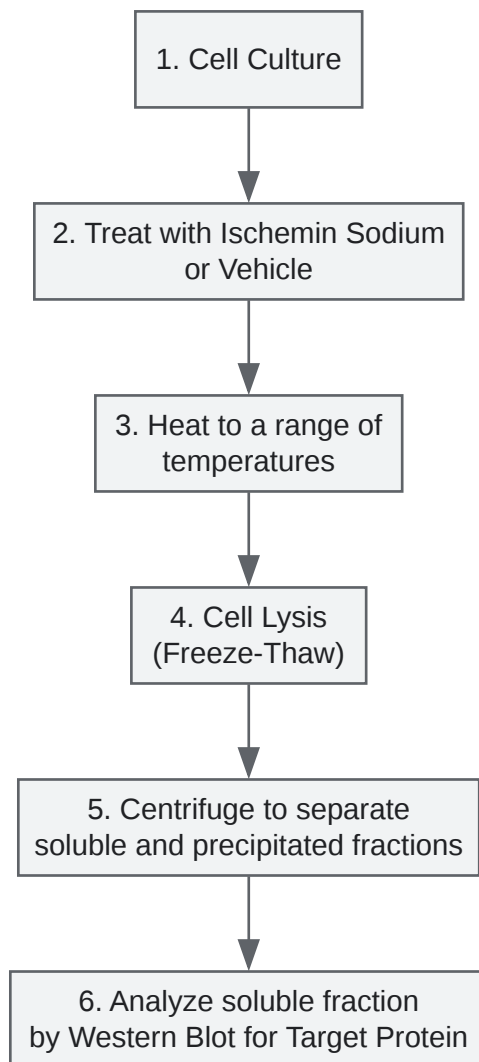 1. Cell Culture
2. Treat with Ischemin Sodium
or Vehicle
3. Heat to a range of
temperatures
4. Cell Lysis
(Freeze-Thaw)
5. Centrifuge to separate
soluble and precipitated fractions
6. Analyze soluble fraction
by Western Blot for Target Protein